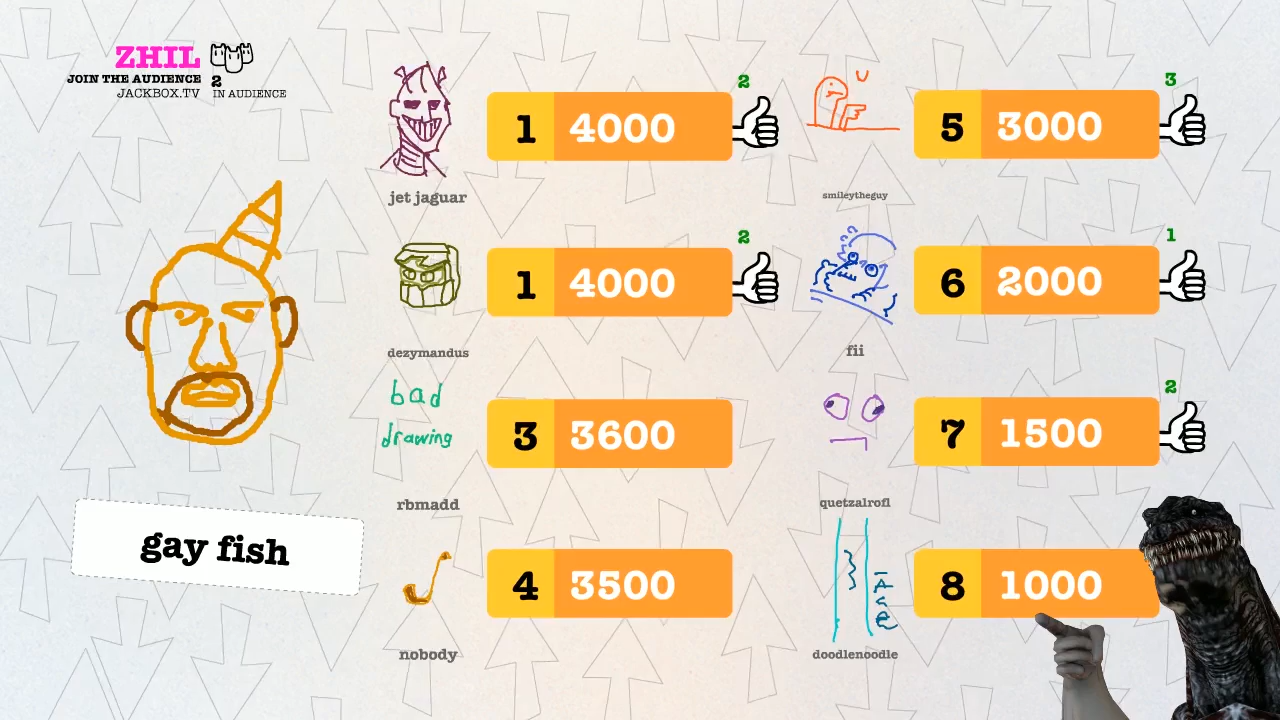 ZHIL
JOIN THE AUDIENCE
JACKBOX.TV
2
IN AUDIENCE
gay fish
1 4000
2
jet jaguar
1 4000
2
dezymandus
bad
drawing
3 3600
rbmadd
4 3500
nobody
5 3000
3
smileytheguy
6 2000
1
fii
7 1500
2
quetzalrofl
8 1000
doodlenoodle